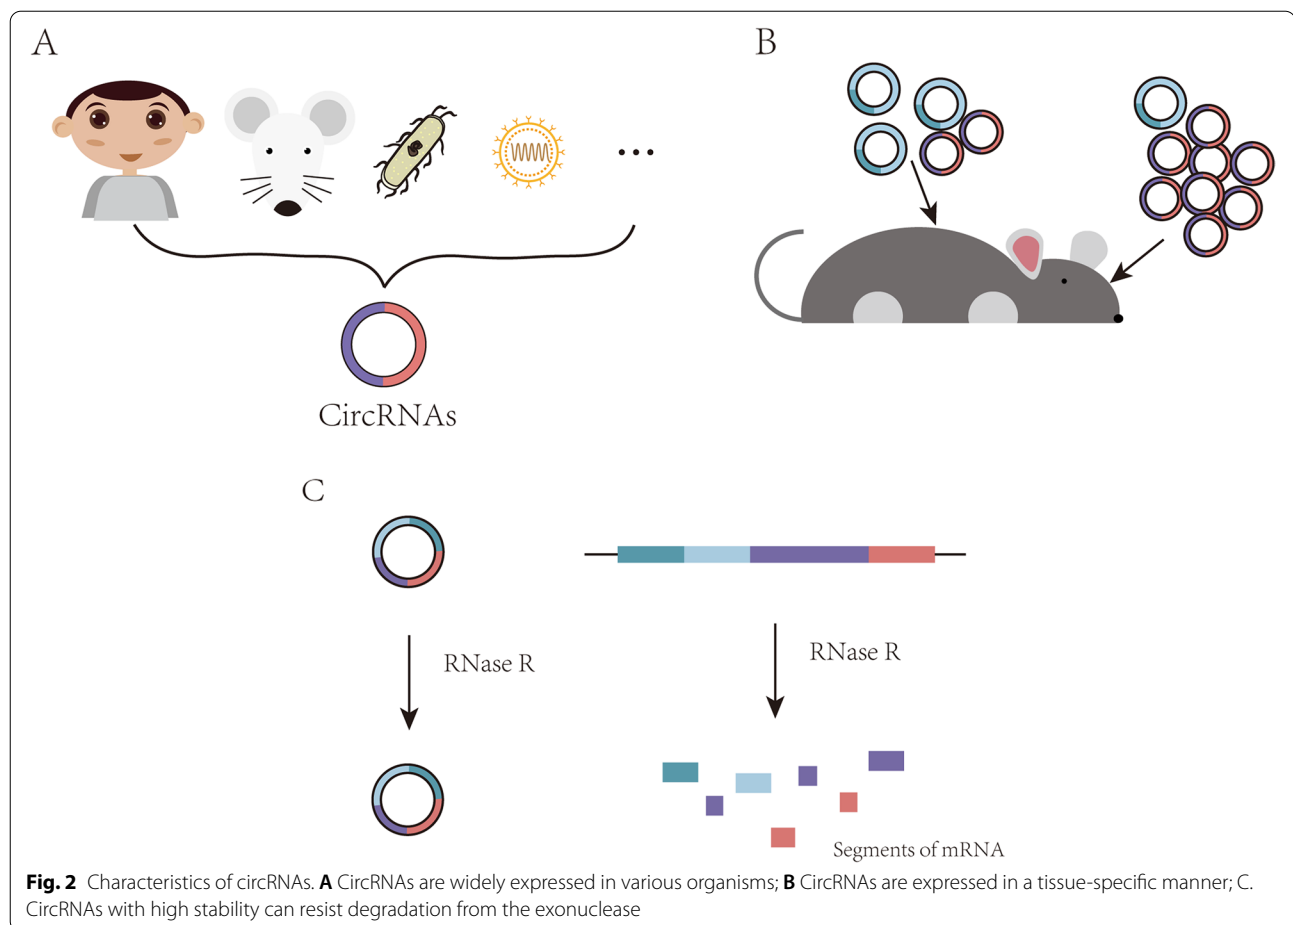 A
B
CircRNAs
C
RNase R
RNase R
Segments of mRNA
Fig. 2 Characteristics of circRNAs. A CircRNAs are widely expressed in various organisms; B CircRNAs are expressed in a tissue-specific manner; C.
CircRNAs with high stability can resist degradation from the exonuclease